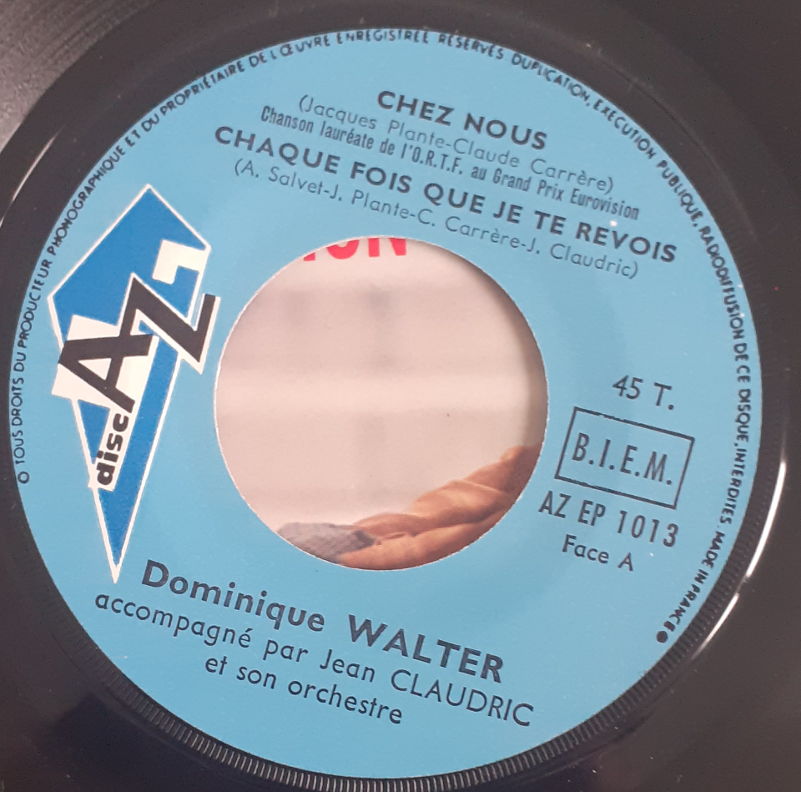 © TOUS DROITS DU PRODUCTEUR PHONOGRAPHIQUE ET DU PROPRIÉTAIRE DE L'ŒUVRE ENREGISTRÉE RÉSERVÉS DUPLICATION, EXÉCUTION PUBLIQUE, RADIODIFFUSION DE CE DISQUE, INTERDITES. MADE IN FRANCE
CHEZ NOUS
(Jacques Plante-Claude Carrère)
Chanson lauréate de l'O.R.T.F. au Grand Prix Eurovision
CHAQUE FOIS QUE JE TE REVOIS
(A. Salvet-J. Plante-C. Carrère-J. Claudric)
disc AZ
45 T.
B.I.E.M.
AZ EP 1013
Face A
Dominique WALTER
accompagné par Jean CLAUDRIC
et son orchestre